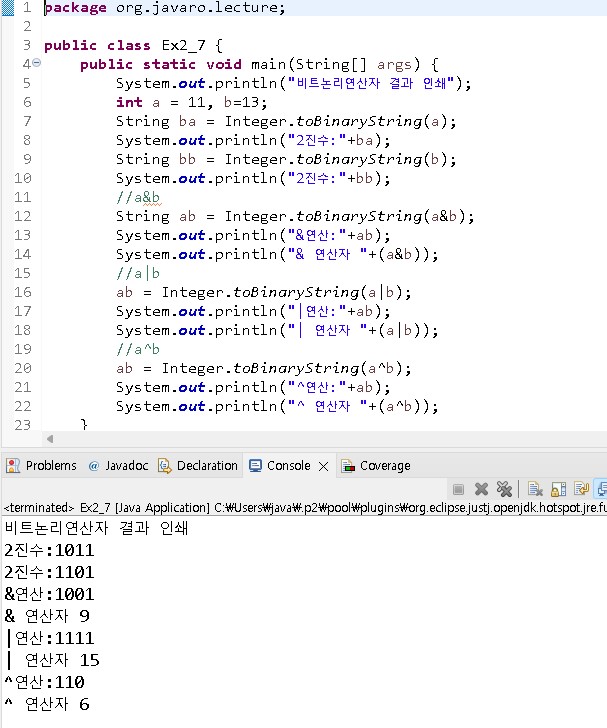 1 package org.javaro.lecture;
2
3 public class Ex2_7 {
4 public static void main(String[] args) {
5 System.out.println("비트논리연산자 결과 인쇄");
6 int a = 11, b=13;
7 String ba = Integer.toBinaryString(a);
8 System.out.println("2진수:"+ba);
9 String bb = Integer.toBinaryString(b);
10 System.out.println("2진수:"+bb);
11 //a&b
12 String ab = Integer.toBinaryString(a&b);
13 System.out.println("&연산:"+ab);
14 System.out.println("& 연산자 "+(a&b));
15 //a|b
16 ab = Integer.toBinaryString(a|b);
17 System.out.println("|연산:"+ab);
18 System.out.println("| 연산자 "+(a|b));
19 //a^b
20 ab = Integer.toBinaryString(a^b);
21 System.out.println("^연산:"+ab);
22 System.out.println("^ 연산자 "+(a^b));
23 }
Problems @ Javadoc Declaration Console Coverage
<terminated> Ex2_7 [Java Application] C:₩Users₩java₩.p2₩pool₩plugins₩org.eclipse.justj.openjdk.hotspot.jre.fu
비트논리연산자 결과 인쇄
2진수:1011
2진수:1101
&연산:1001
& 연산자 9
|연산:1111
| 연산자 15
^연산:110
^ 연산자 6